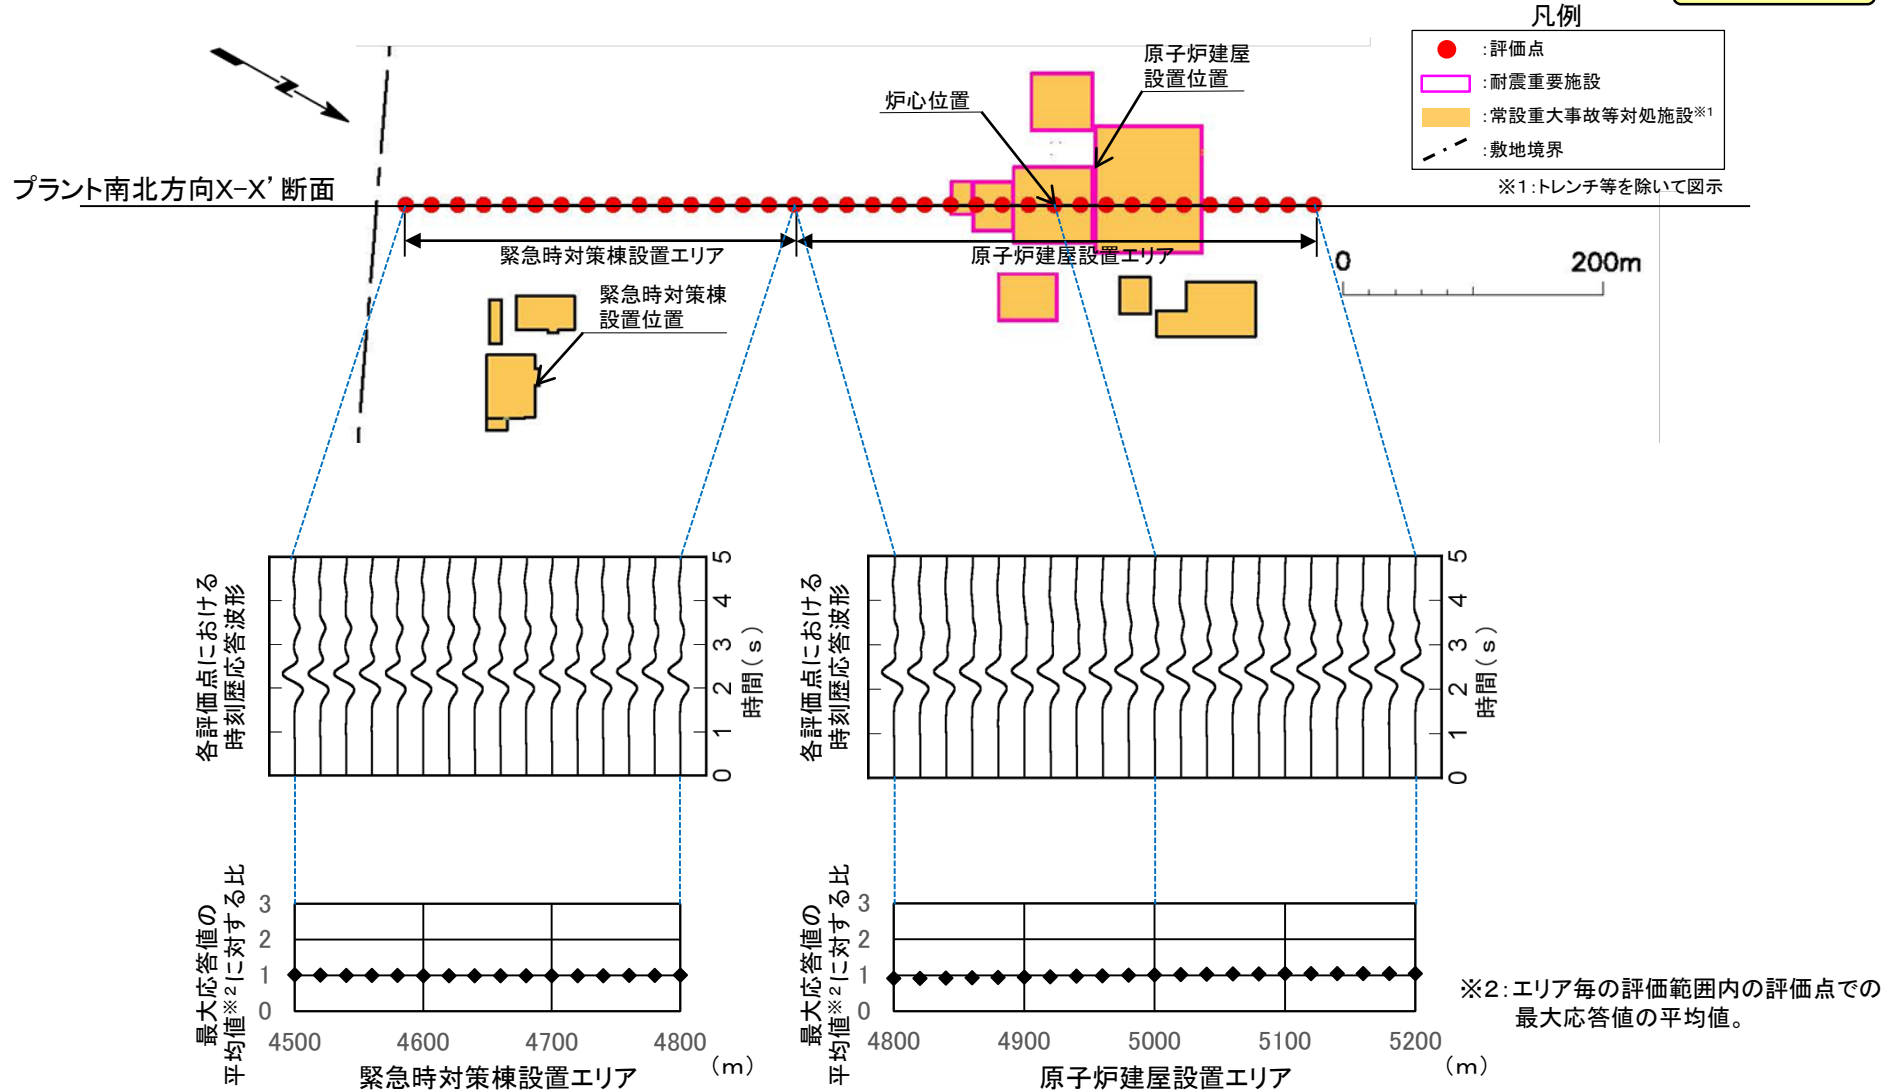 凡例
:評価点
:耐震重要施設
:常設重大事故等対処施設※1
:敷地境界
※1:トレンチ等を除いて図示
原子炉建屋
設置位置
炉心位置
プラント南北方向X-X’断面
緊急時対策棟設置エリア
原子炉建屋設置エリア
0
200m
緊急時対策棟
設置位置
各評価点における
時刻歴応答波形
5
4
3
2
1
0
時間(s)
各評価点における
時刻歴応答波形
5
4
3
2
1
0
時間(s)
最大応答値の
平均値※2に対する比
3
2
1
0
4500
4600
4700
4800
(m)
緊急時対策棟設置エリア
最大応答値の
平均値※2に対する比
3
2
1
0
4800
4900
5000
5100
5200
(m)
原子炉建屋設置エリア
※2:エリア毎の評価範囲内の評価点での
最大応答値の平均値。